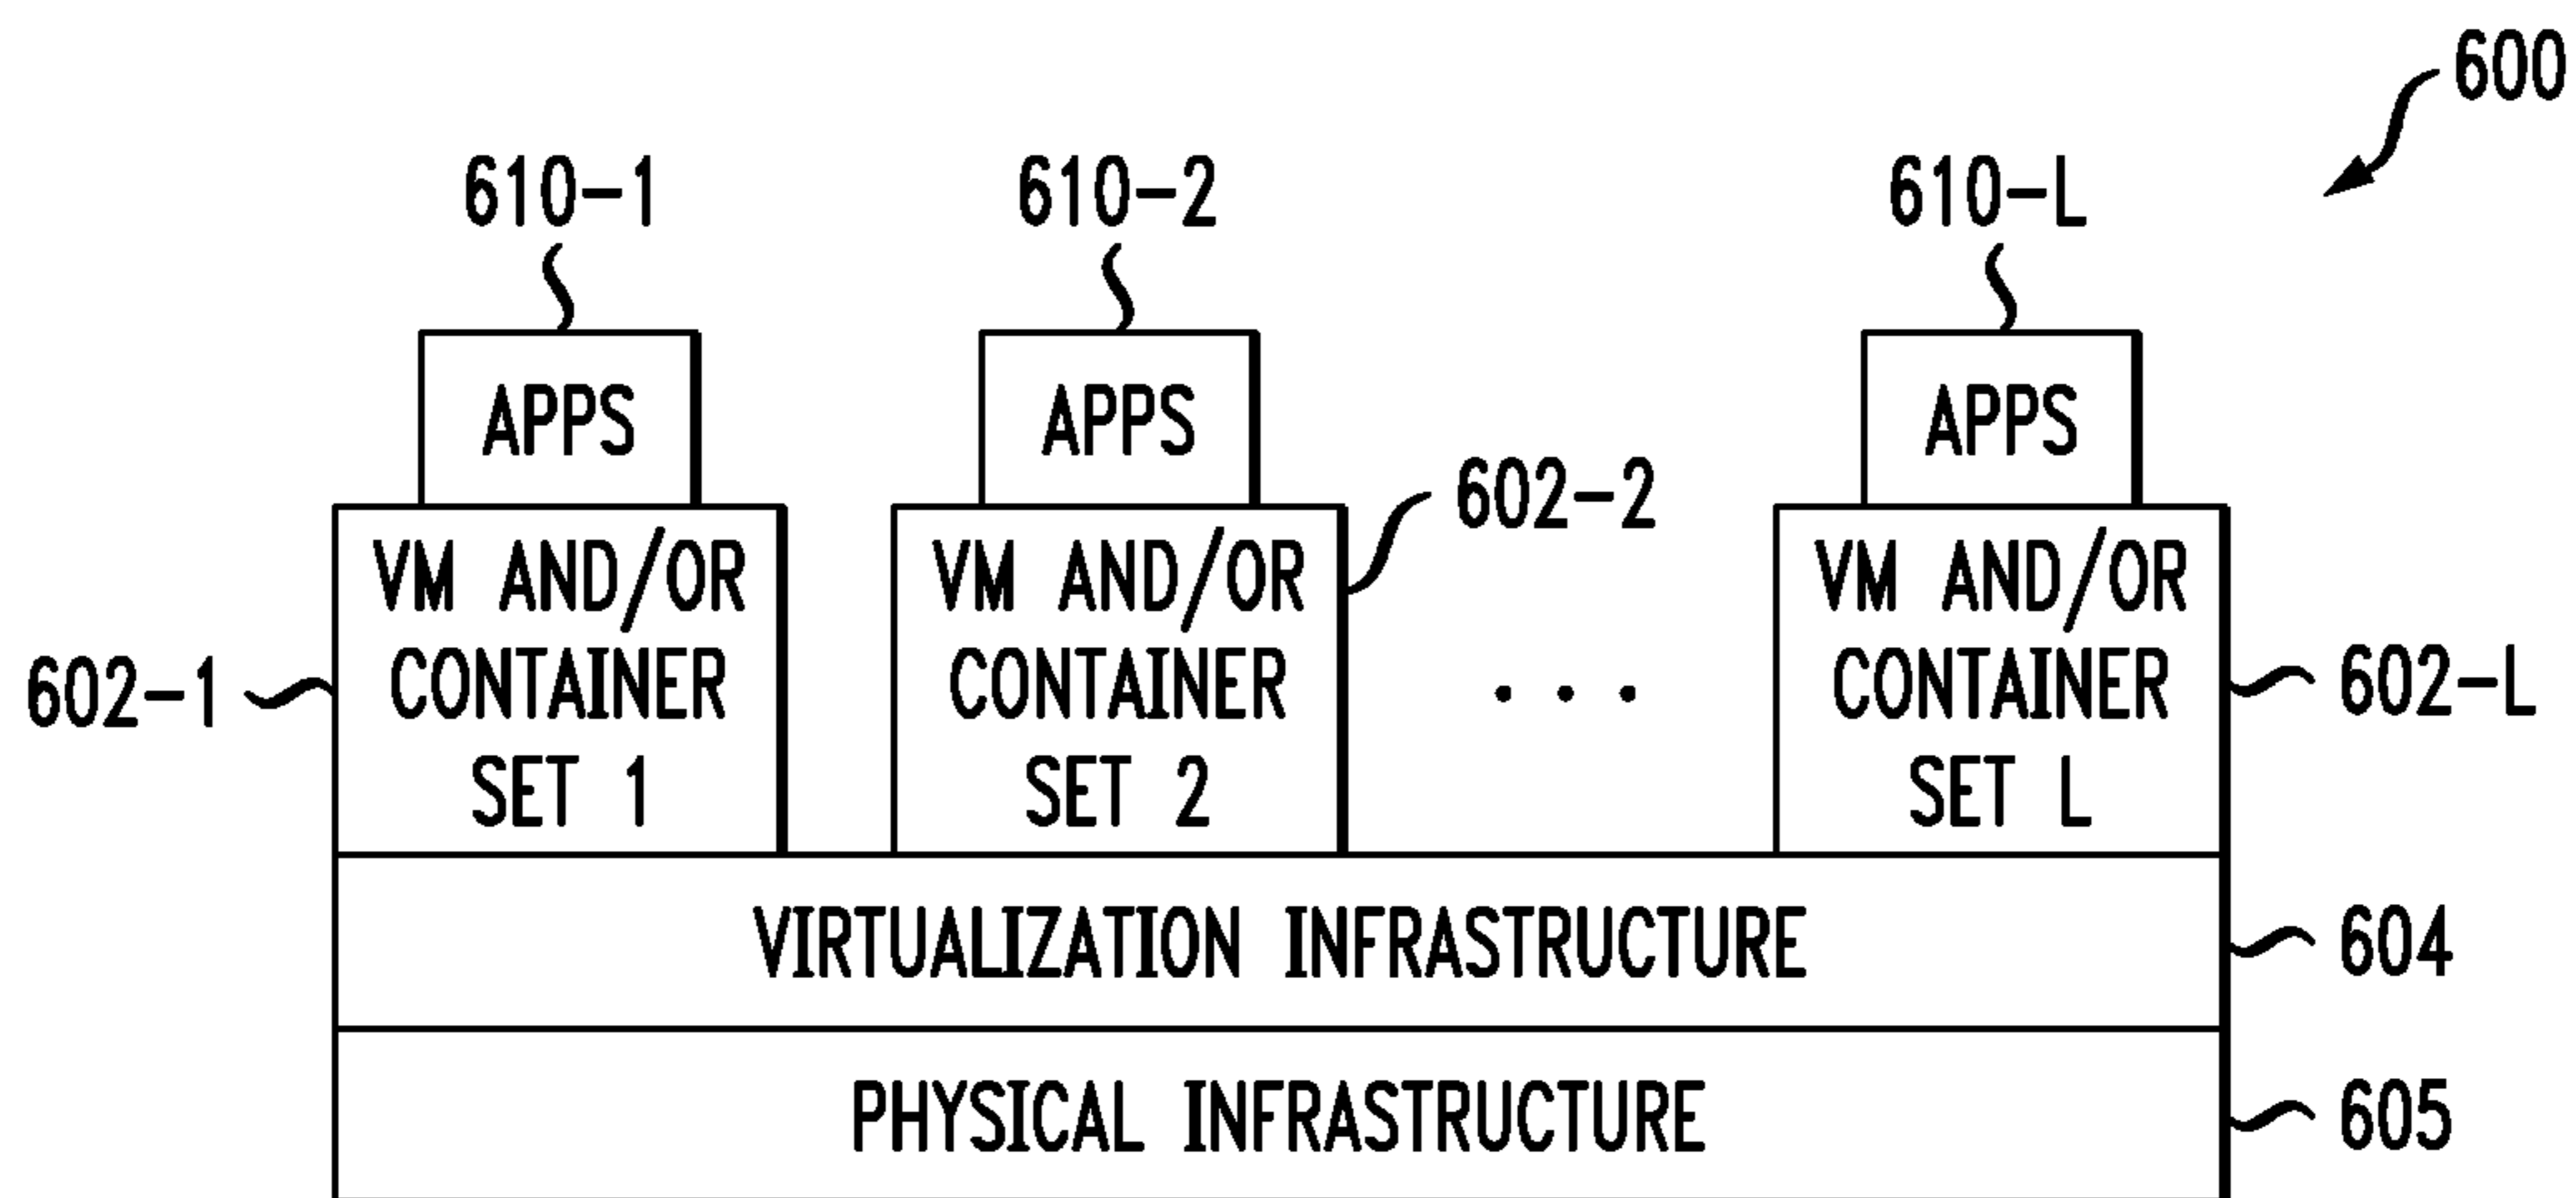 600
610-1 610-2 610-L
APPS APPS APPS
602-2
VM AND/OR CONTAINER SET 1
VM AND/OR CONTAINER SET 2
. . .
VM AND/OR CONTAINER SET L
602-1
602-L
VIRTUALIZATION INFRASTRUCTURE
604
PHYSICAL INFRASTRUCTURE
605